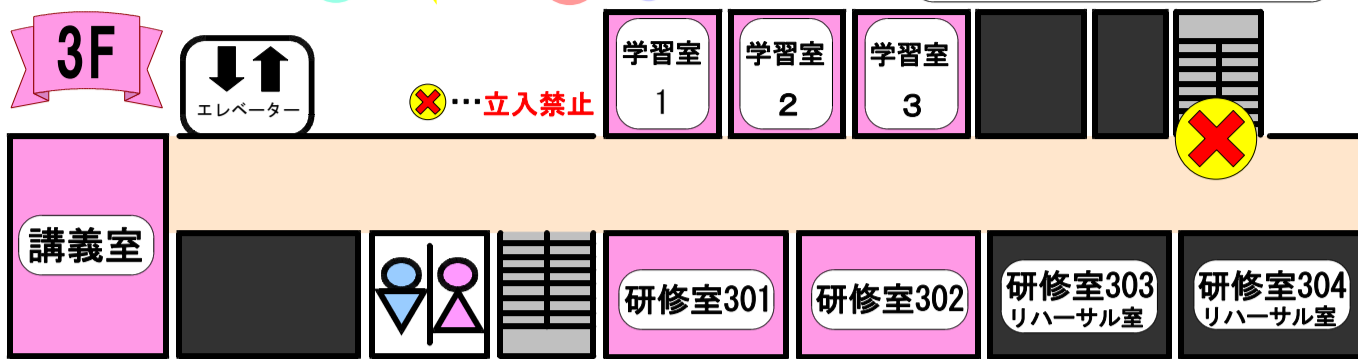 3F
エレベーター
…立入禁止
学習室
1
学習室
2
学習室
3
講義室
研修室301
研修室302
研修室303
リハーサル室
研修室304
リハーサル室